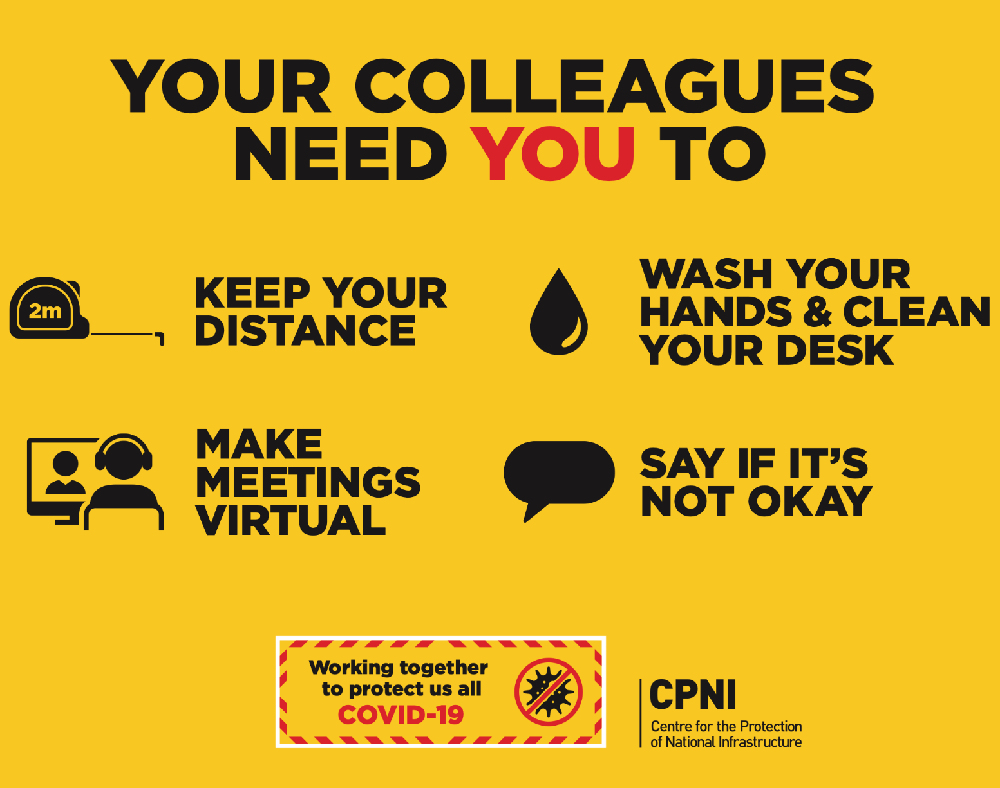 YOUR COLLEAGUES
NEED YOU TO
2m
KEEP YOUR
DISTANCE
WASH YOUR
HANDS & CLEAN
YOUR DESK
MAKE
MEETINGS
VIRTUAL
SAY IF IT’S
NOT OKAY
Working together
to protect us all
COVID-19
CPNI
Centre for the Protection
of National Infrastructure